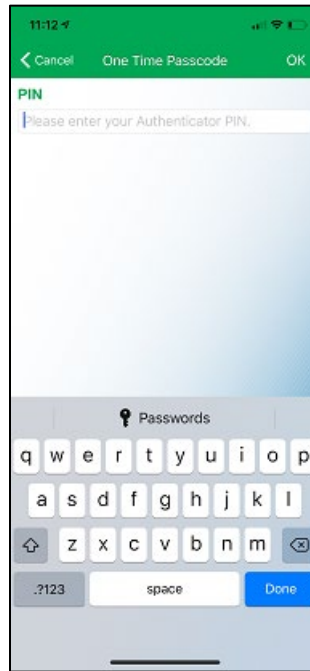 11:12
Cancel One Time Passcode OK
PIN
Please enter your Authenticator PIN.
Passwords
q w e r t y u i o p
a s d f g h j k l
z x c v b n m
.?123 space Done